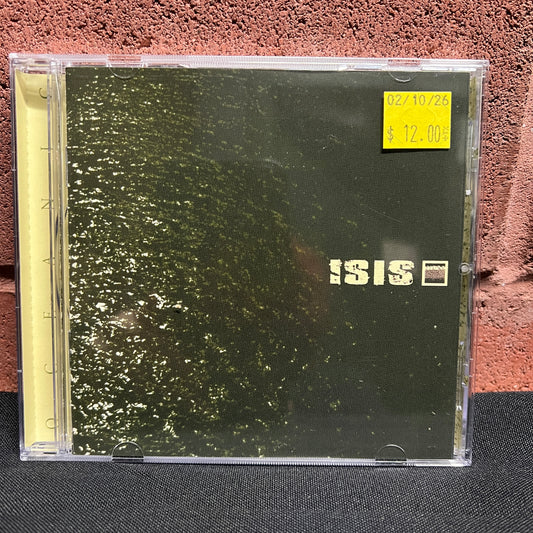 02/10/26
$ 12.00
ISIS
OCEANIC